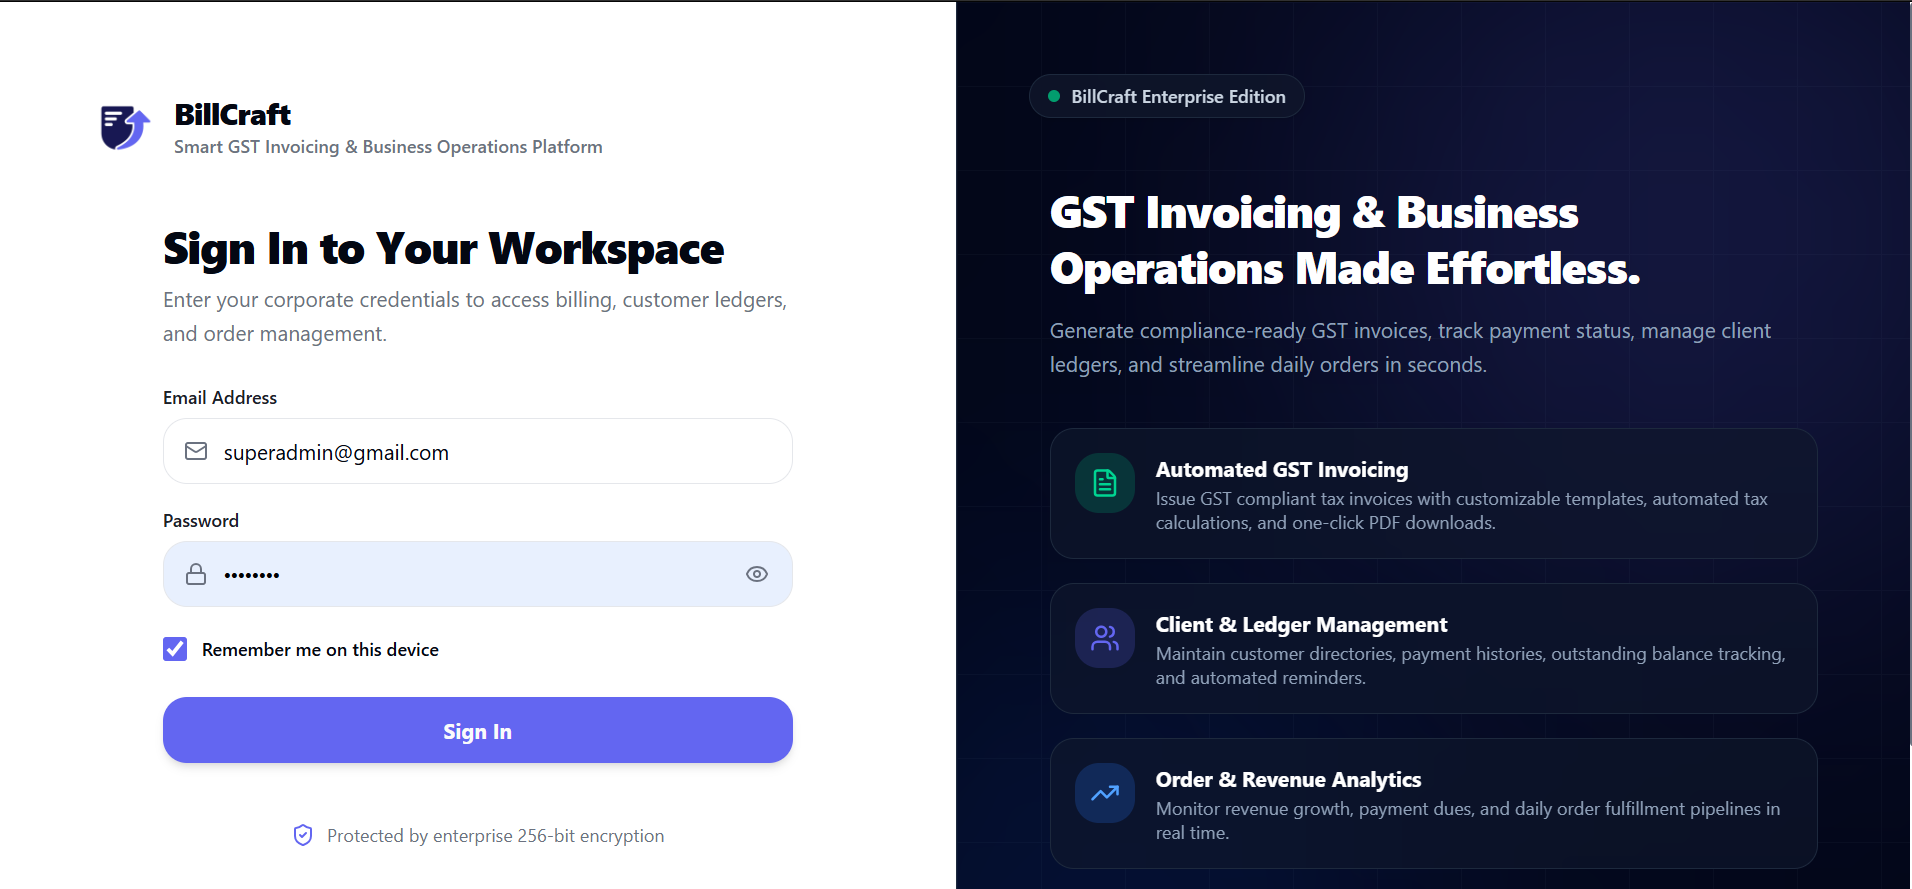 BillCraft
Smart GST Invoicing & Business Operations Platform
Sign In to Your Workspace
Enter your corporate credentials to access billing, customer ledgers,
and order management.
Email Address
superadmin@gmail.com
Password
••••••••
Remember me on this device
Sign In
Protected by enterprise 256-bit encryption
BillCraft Enterprise Edition
GST Invoicing & Business
Operations Made Effortless.
Generate compliance-ready GST invoices, track payment status, manage client
ledgers, and streamline daily orders in seconds.
Automated GST Invoicing
Issue GST compliant tax invoices with customizable templates, automated tax
calculations, and one-click PDF downloads.
Client & Ledger Management
Maintain customer directories, payment histories, outstanding balance tracking,
and automated reminders.
Order & Revenue Analytics
Monitor revenue growth, payment dues, and daily order fulfillment pipelines in
real time.